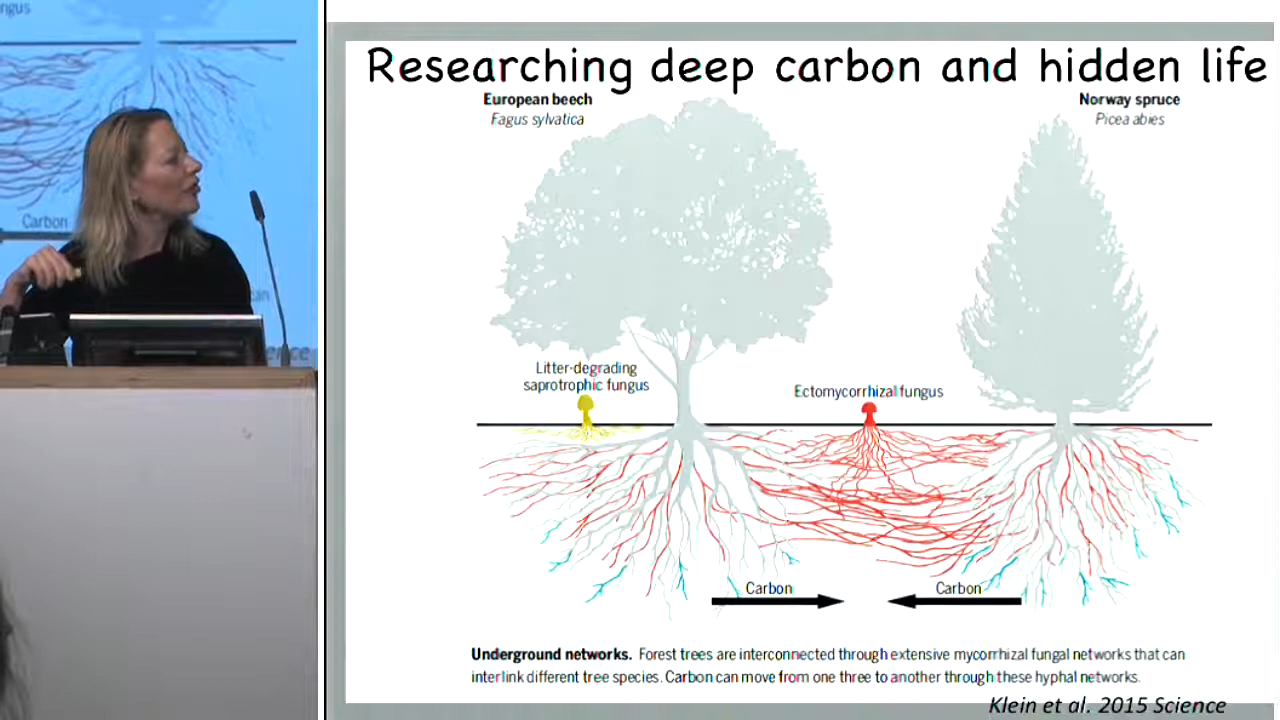 ngus
Carbon
Researching deep carbon and hidden life
European beech
Fagus sylvatica
Norway spruce
Picea abies
Litter-degrading
saprotrophic fungus
Ectomycorrhizal fungus
Carbon
Carbon
Underground networks. Forest trees are interconnected through extensive mycorrhizal fungal networks that can
interlink different tree species. Carbon can move from one three to another through these hyphal networks.
Klein et al. 2015 Science